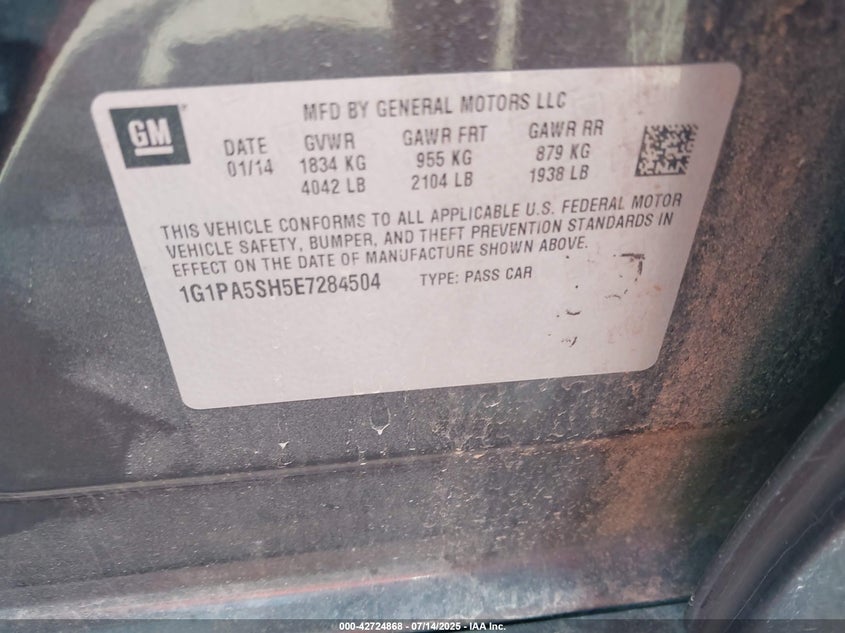 MFD BY GENERAL MOTORS LLC
GM
DATE GVWR GAWR FRT GAWR RR
01/14 1834 KG 955 KG 879 KG
4042 LB 2104 LB 1938 LB
THIS VEHICLE CONFORMS TO ALL APPLICABLE U.S. FEDERAL MOTOR
VEHICLE SAFETY, BUMPER, AND THEFT PREVENTION STANDARDS IN
EFFECT ON THE DATE OF MANUFACTURE SHOWN ABOVE.
1G1PA5SH5E7284504 TYPE: PASS CAR
000-42724868 - 07/14/2025 - IAA Inc.